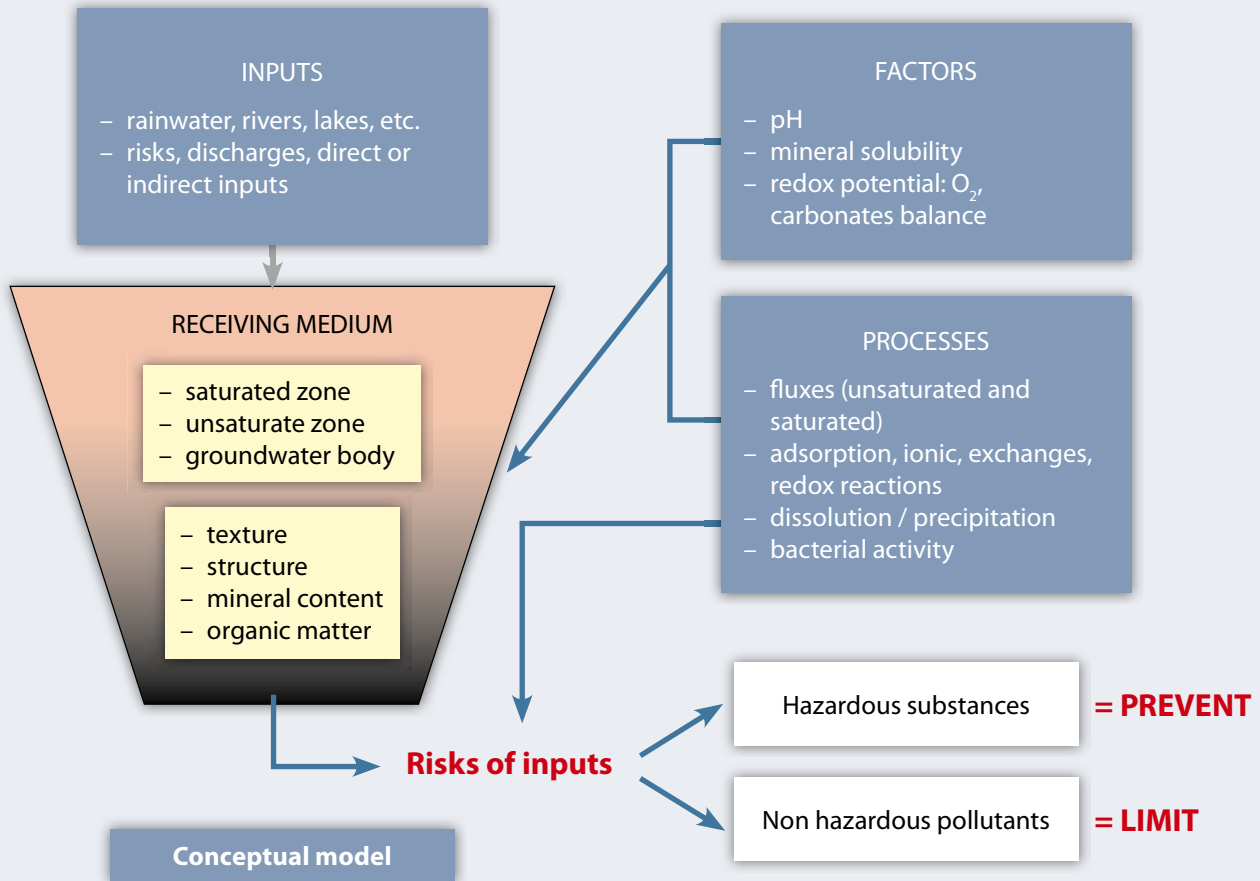 INPUTS
– rainwater, rivers, lakes, etc.
– risks, discharges, direct or
indirect inputs
RECEIVING MEDIUM
– saturated zone
– unsaturate zone
– groundwater body
– texture
– structure
– mineral content
– organic matter
FACTORS
– pH
– mineral solubility
– redox potential: O₂,
carbonates balance
PROCESSES
– fluxes (unsaturated and
saturated)
– adsorption, ionic, exchanges,
redox reactions
– dissolution / precipitation
– bacterial activity
Risks of inputs
Hazardous substances = PREVENT
Non hazardous pollutants = LIMIT
Conceptual model